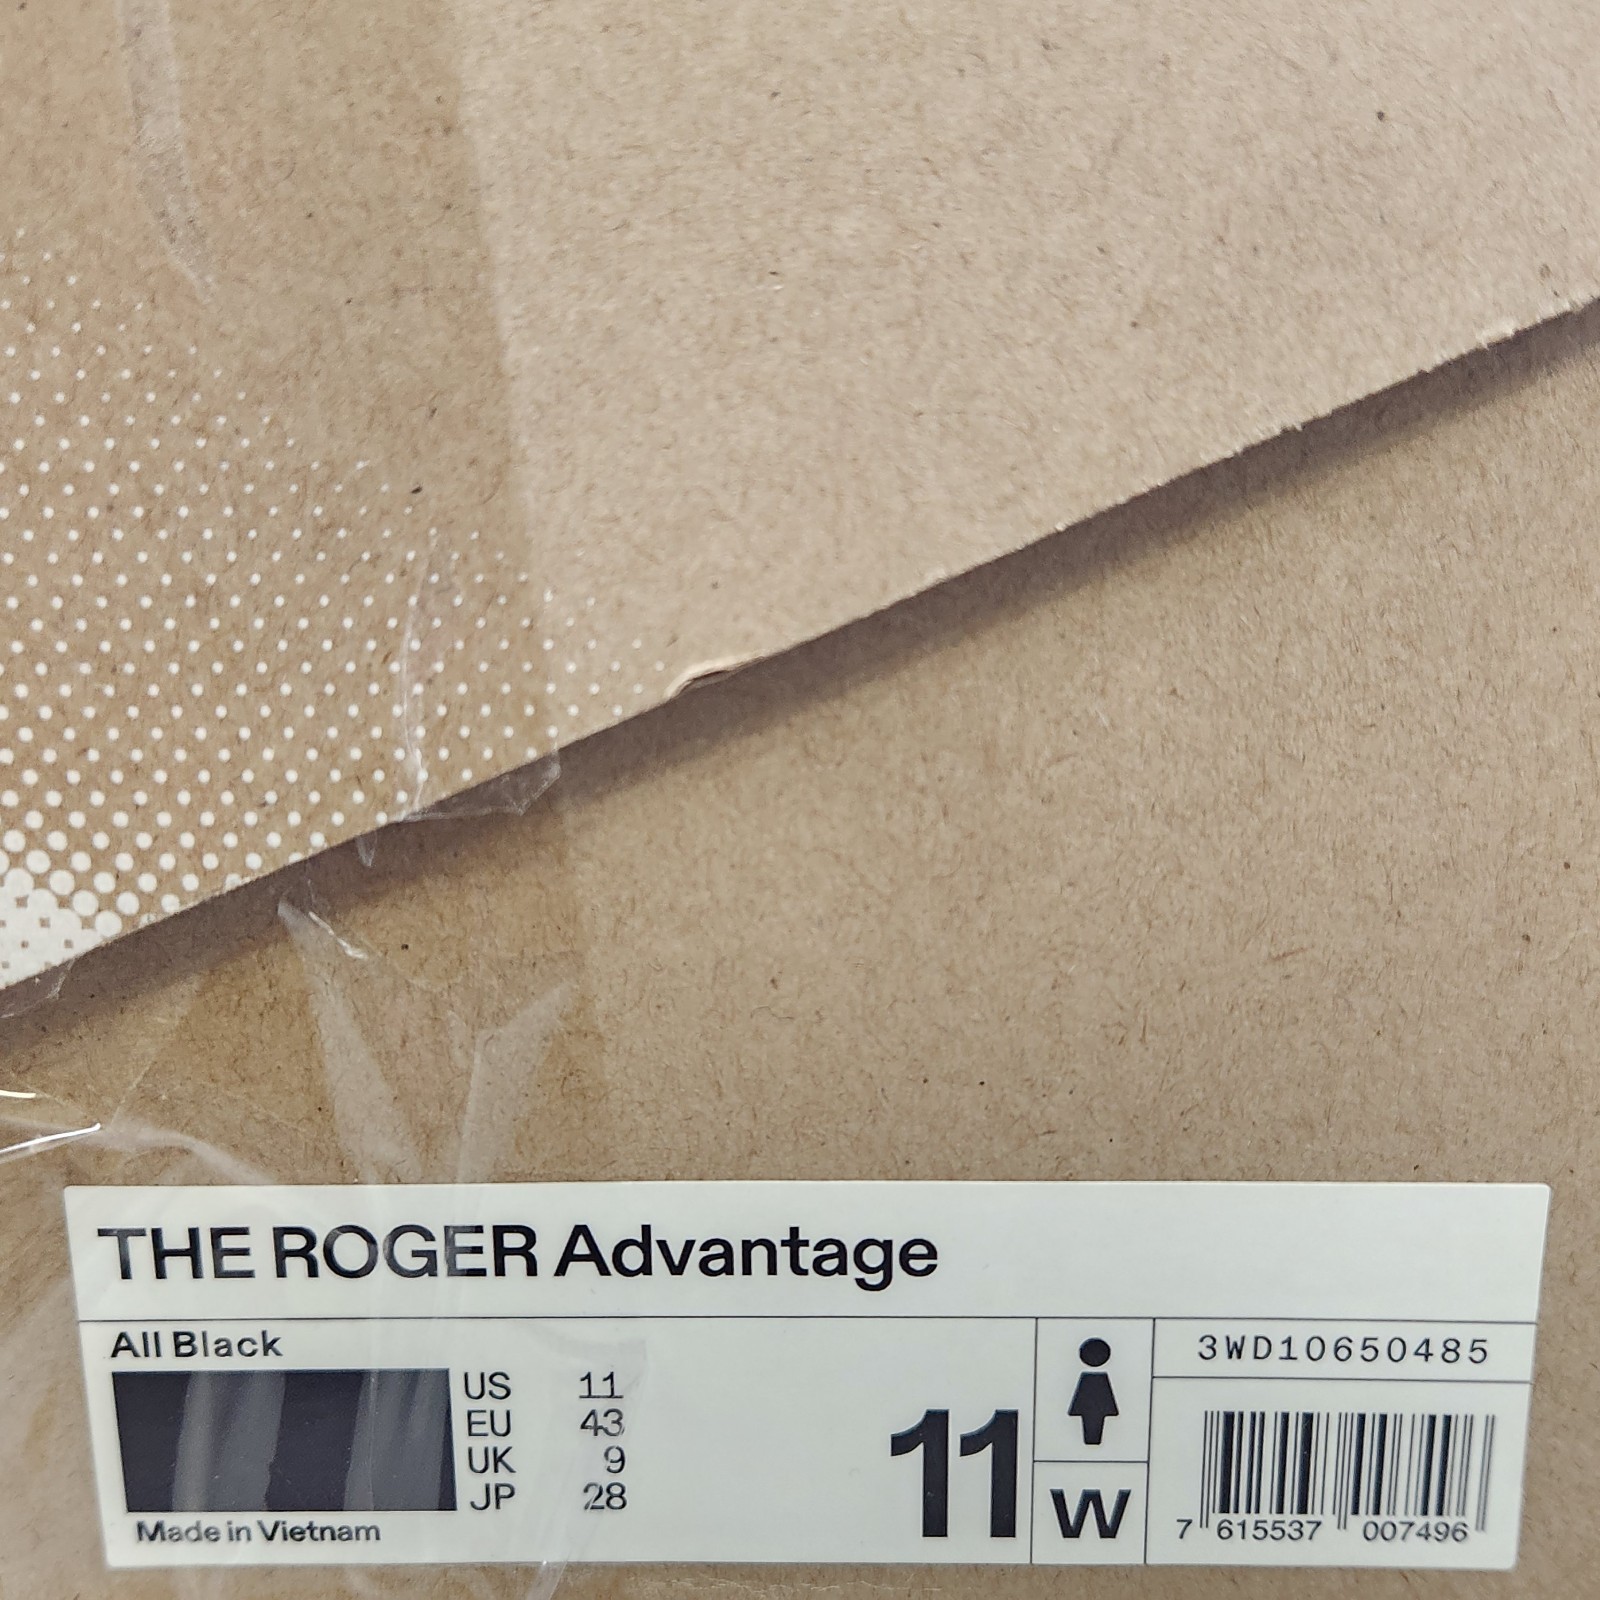 THE ROGER Advantage
All Black
US 11
EU 43
UK 9
JP 28
Made in Vietnam
11
W
3WD10650485
7 615537 007496